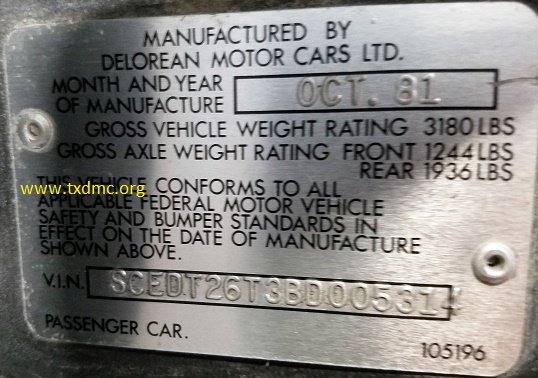 MANUFACTURED BY
DELOREAN MOTOR CARS LTD.
MONTH AND YEAR
OF MANUFACTURE OCT. 81
GROSS VEHICLE WEIGHT RATING 3180 LBS
GROSS AXLE WEIGHT RATING FRONT 1244 LBS
REAR 1936 LBS
THIS VEHICLE CONFORMS TO ALL
www.txdmc.org
APPLICABLE FEDERAL MOTOR VEHICLE
SAFETY AND BUMPER STANDARDS IN
EFFECT ON THE DATE OF MANUFACTURE
SHOWN ABOVE.
V.I.N. SCEDT26T3BD005314
PASSENGER CAR.
105196